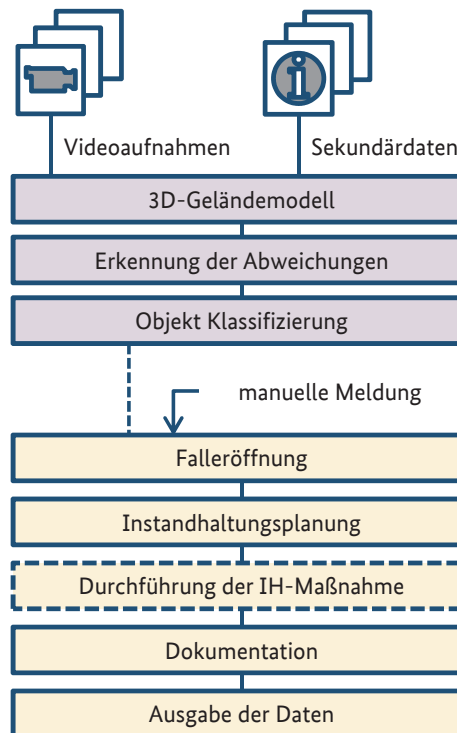 Videoaufnahmen
Sekundärdaten
3D-Geländemodell
Erkennung der Abweichungen
Objekt Klassifizierung
manuelle Meldung
Falleröffnung
Instandhaltungsplanung
Durchführung der IH-Maßnahme
Dokumentation
Ausgabe der Daten